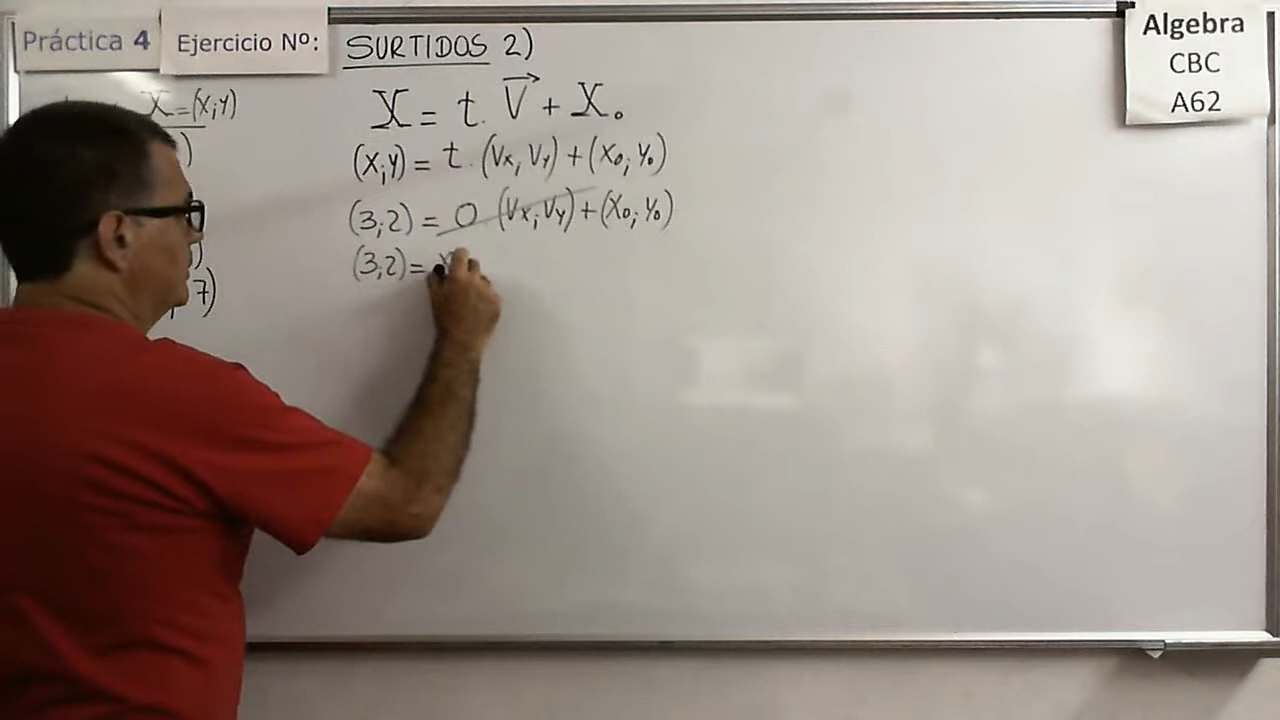 Práctica 4
Ejercicio Nº:
SURTIDOS 2)
Algebra
CBC
A62
X=(X;Y)
)
)
7)
X = t. V + X₀
(X;Y) = t. (Vx, Vy) + (X₀; Y₀)
(3;2) = 0 (Vx; Vy) + (X₀; Y₀)
(3;2) =